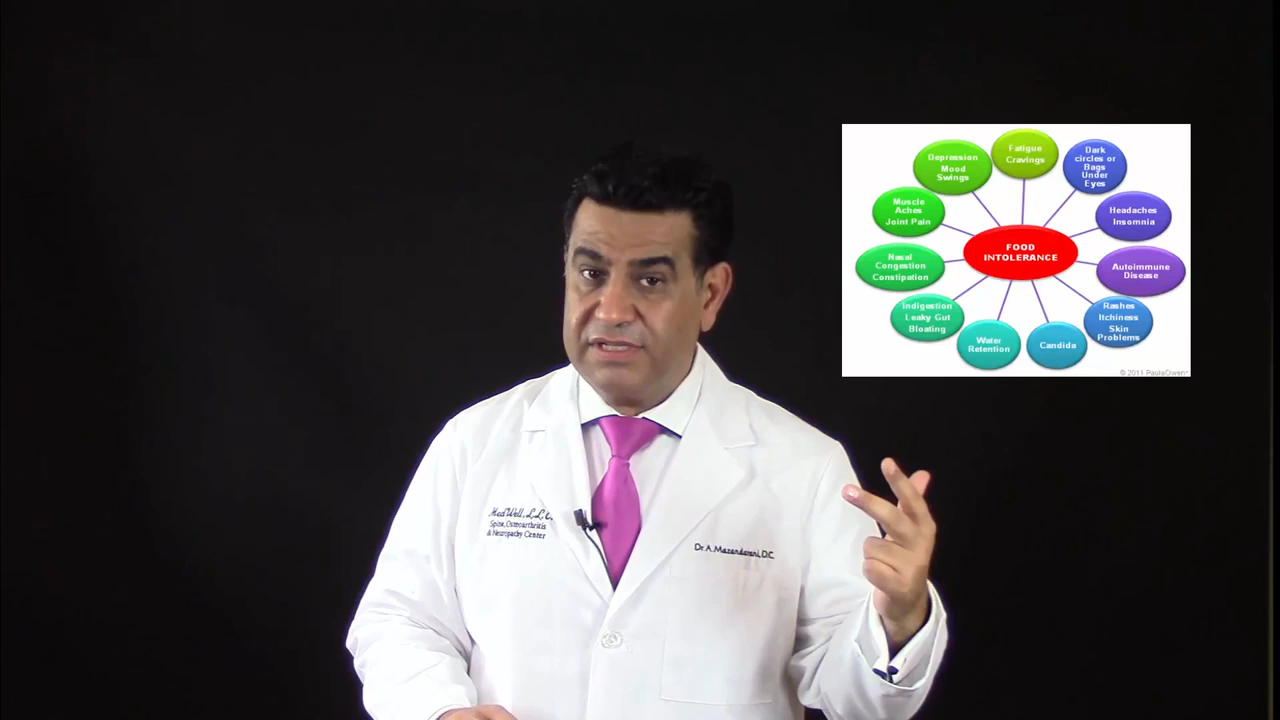 Fatigue
Cravings
Dark
circles or
Bags
Under
Eyes
Headaches
Insomnia
Autoimmune
Disease
Rashes
Itchiness
Skin
Problems
Candida
Water
Retention
Indigestion
Leaky Gut
Bloating
Nasal
Congestion
Constipation
Muscle
Aches
Joint Pain
Depression
Mood
Swings
FOOD
INTOLERANCE
© 2011 PaulaOwens
MedWell, L.L.C.
Spine, Osteoarthritis
& Neuropathy Center
Dr. A. Mazandarani, D.C.